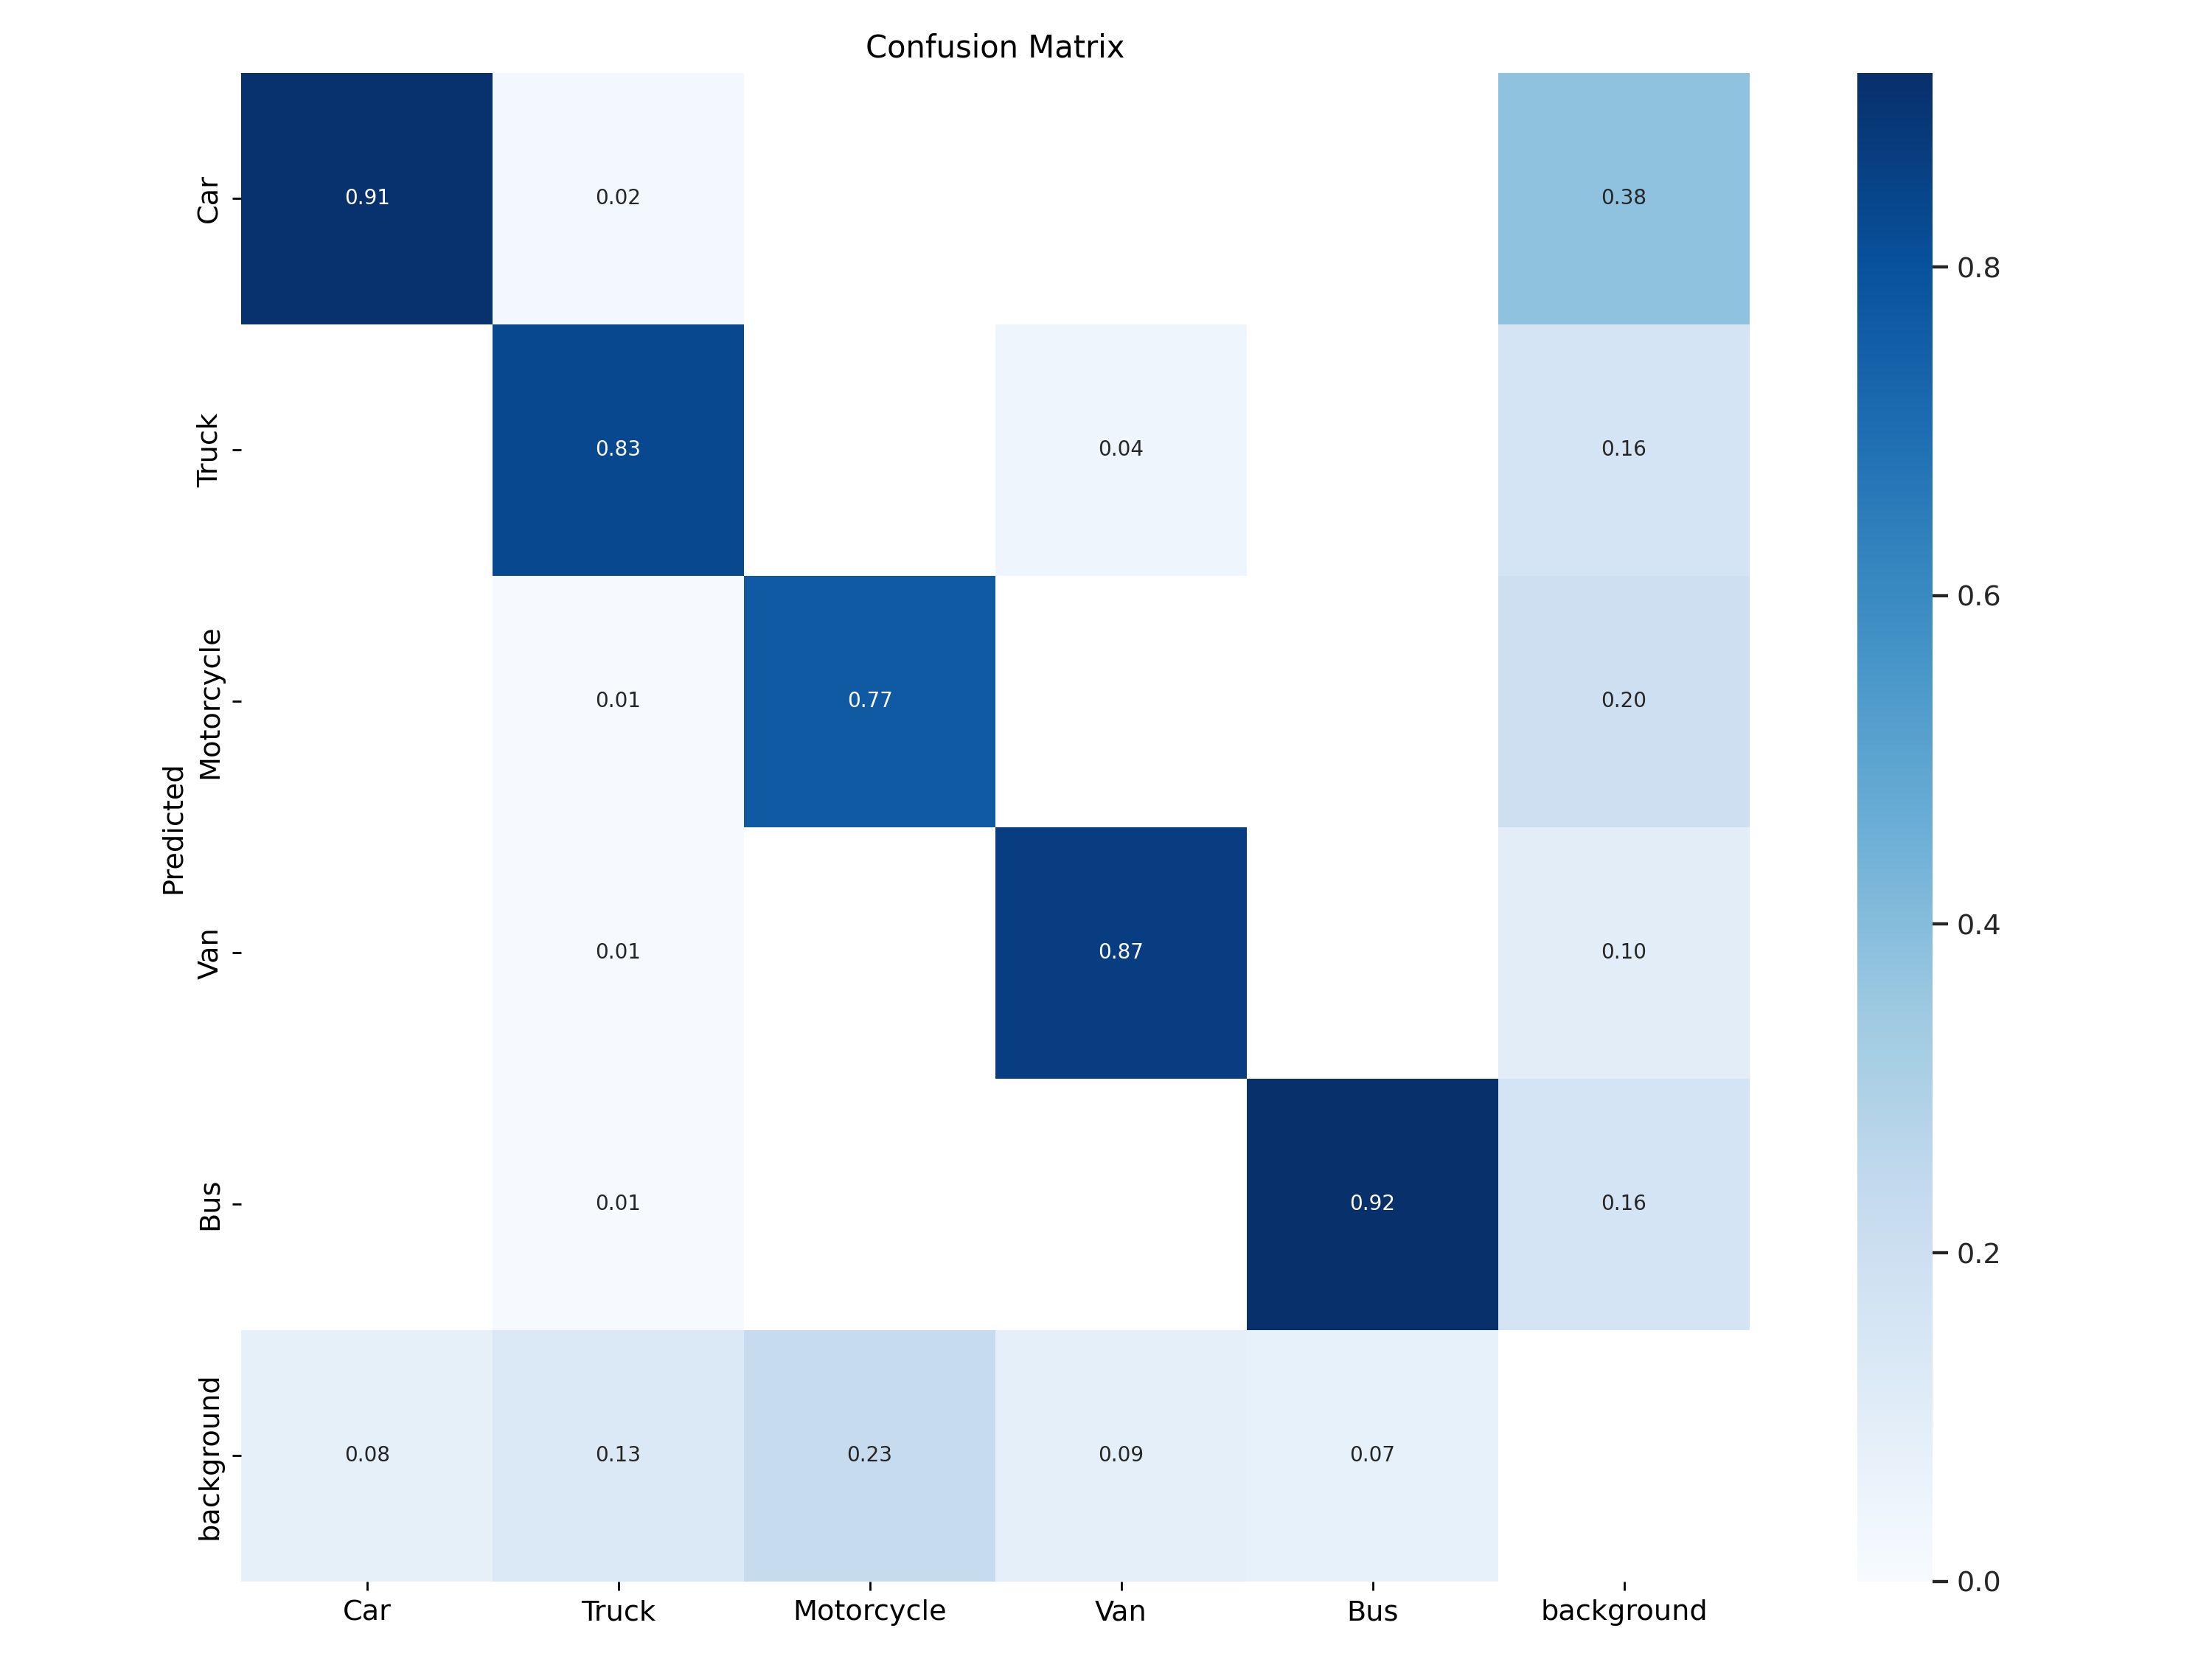 Confusion Matrix
Car
0.91
0.02
0.38
0.8
Truck
0.83
0.04
0.16
0.6
Motorcycle
0.01
0.77
0.20
Predicted
0.4
Van
0.01
0.87
0.10
Bus
0.01
0.92
0.16
0.2
background
0.08
0.13
0.23
0.09
0.07
0.0
Car
Truck
Motorcycle
Van
Bus
background